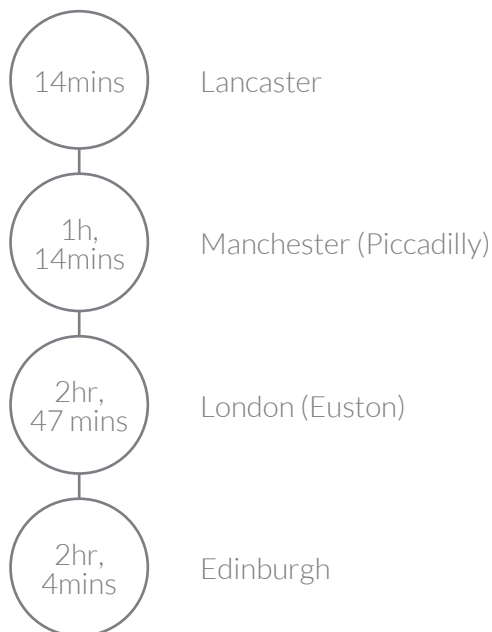 14mins
Lancaster
1h,
14mins
Manchester (Piccadilly)
2hr,
47 mins
London (Euston)
2hr,
4mins
Edinburgh